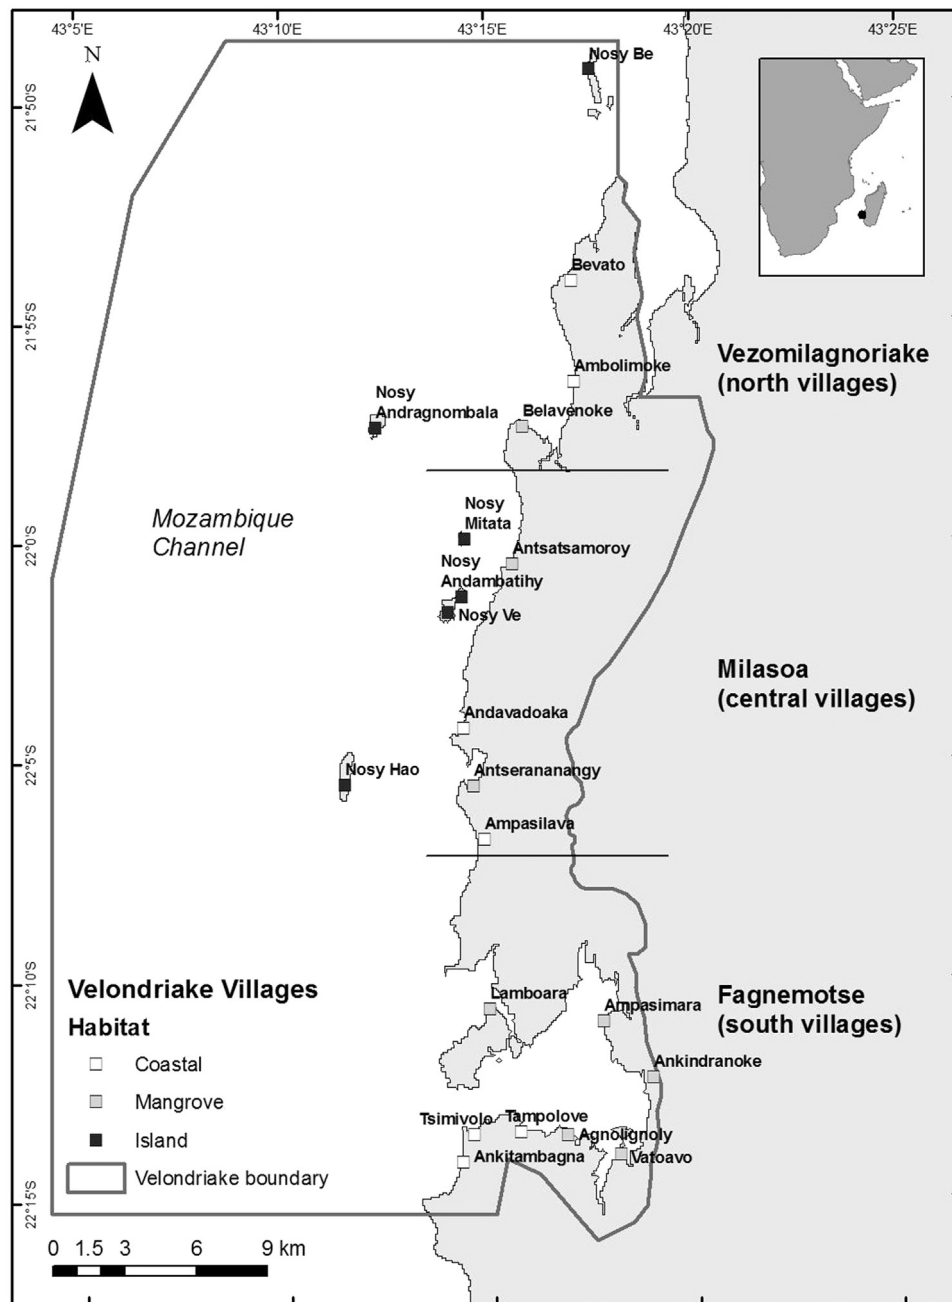 43°5'E
43°10'E
43°15'E
43°20'E
43°25'E
N
Nosy Be
21°50'S
Bevato
21°55'S
Vezomilagnoriake
(north villages)
Ambolimoke
Nosy
Andragnombala
Belavenoke
Nosy
Mitata
Mozambique
Channel
22°0'S
Antsatsamoroy
Nosy
Andambatihy
Nosy Ve
Milasoa
(central villages)
Andavadoaka
22°5'S
Nosy Hao
Antserananangy
Ampasilava
22°10'S
Velondriake Villages
Lamboara
Ampasimara
Fagnemotse
(south villages)
Habitat
Coastal
Ankindranoke
Mangrove
Tsimivolo
Tampolove
Agnolignoly
Island
Ankitambagna
Vatoavo
Velondriake boundary
22°15'S
0 1.5 3 6 9 km